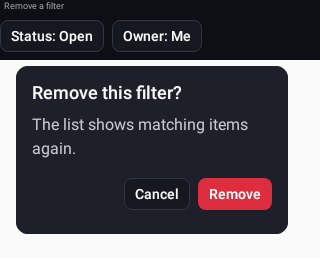 Remove a filter
Status: Open
Owner: Me
Remove this filter?
The list shows matching items
again.
Cancel
Remove